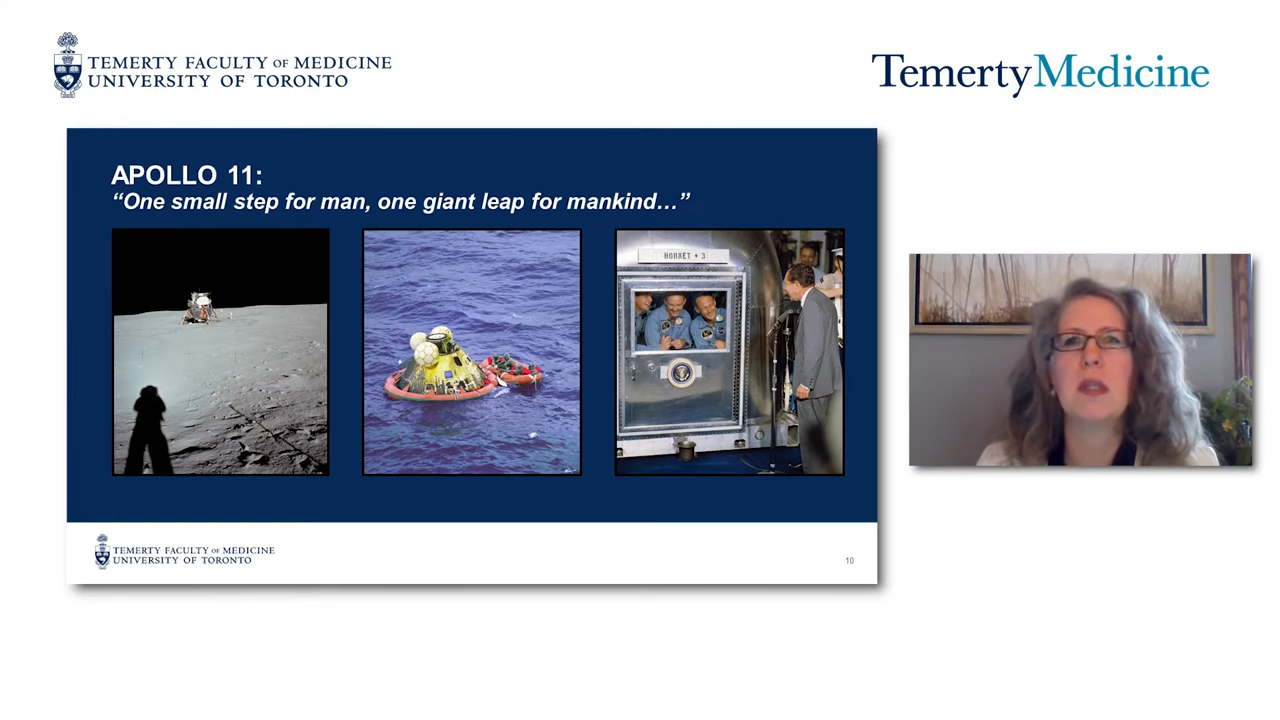 TEMERTY FACULTY OF MEDICINE
UNIVERSITY OF TORONTO
TemertyMedicine
APOLLO 11:
“One small step for man, one giant leap for mankind…”
HORNET + 3
TEMERTY FACULTY OF MEDICINE
UNIVERSITY OF TORONTO
10